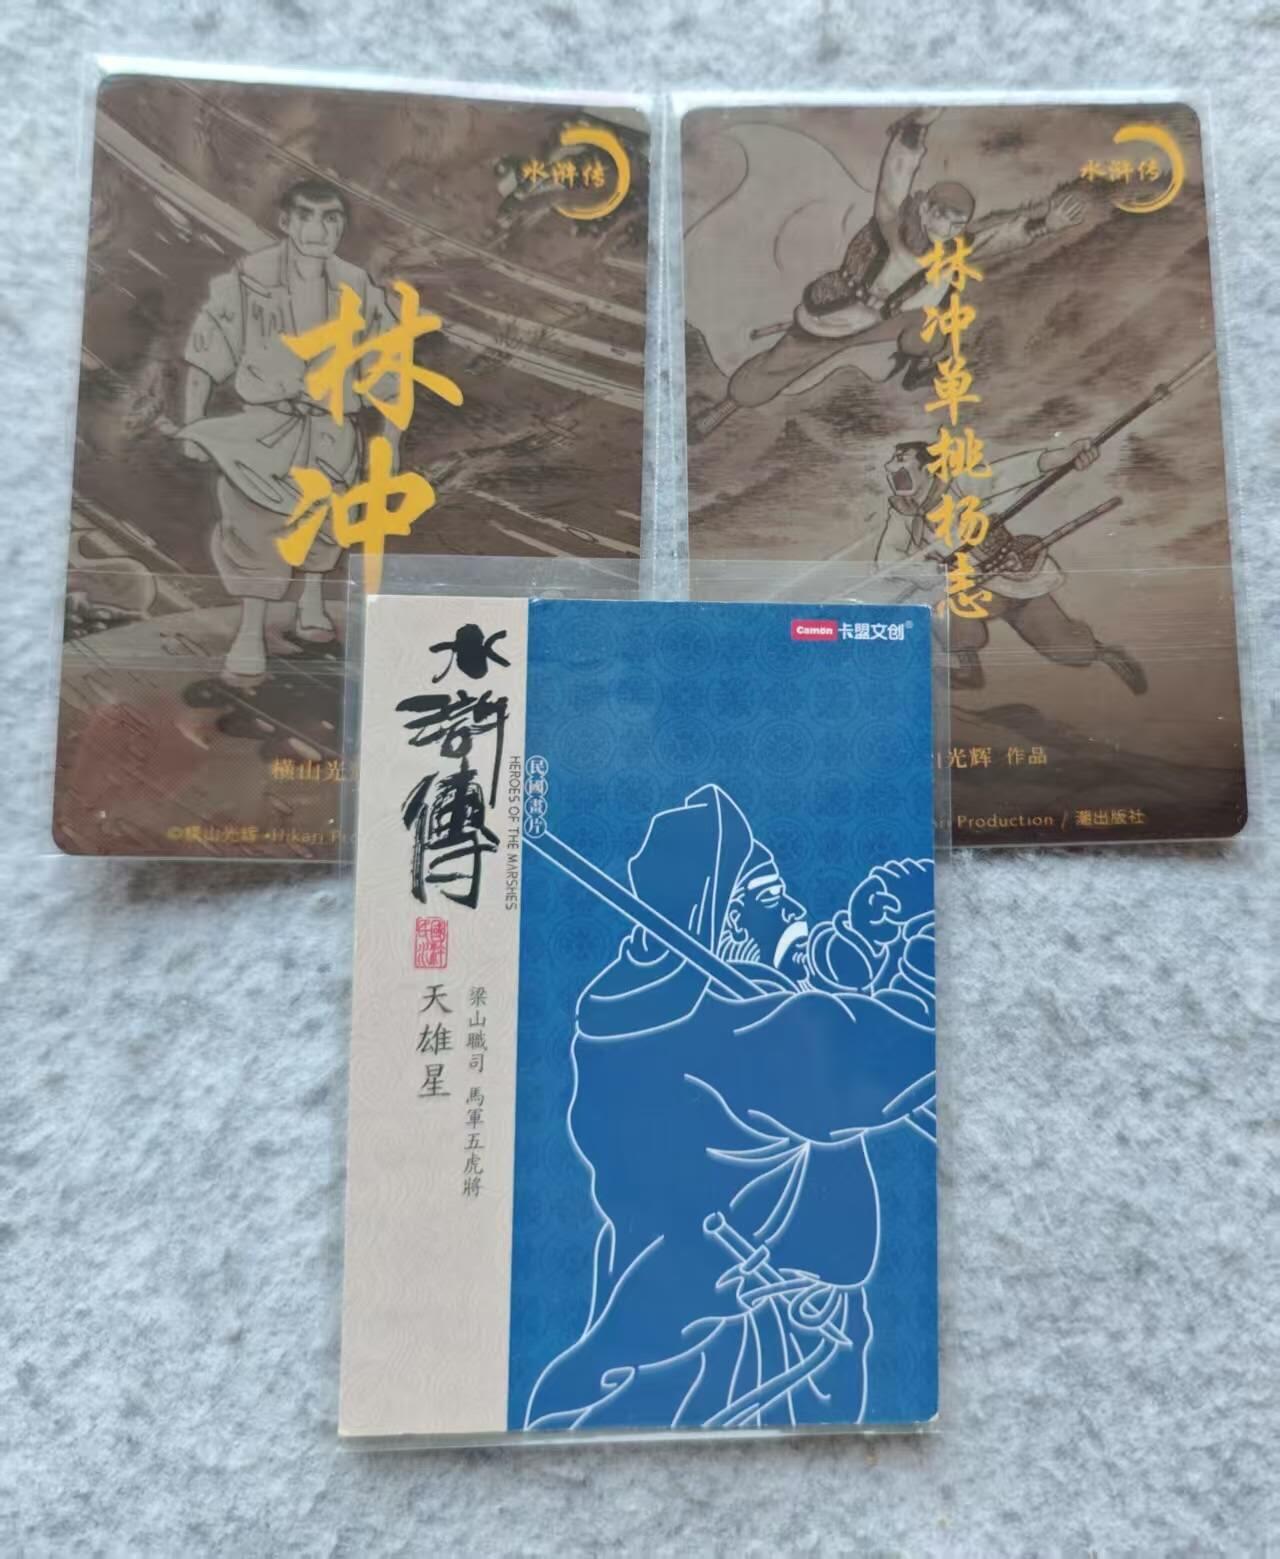 水浒传
林冲
横山光
©横山光辉·Hikari Pr
水浒传
林冲单挑杨志
光辉 作品
ari Production / 潮出版社
Camon 卡盟文创®
水滸傳
HEROES OF THE MARSHES
民國畫片
天雄星
梁山職司 馬軍五虎將